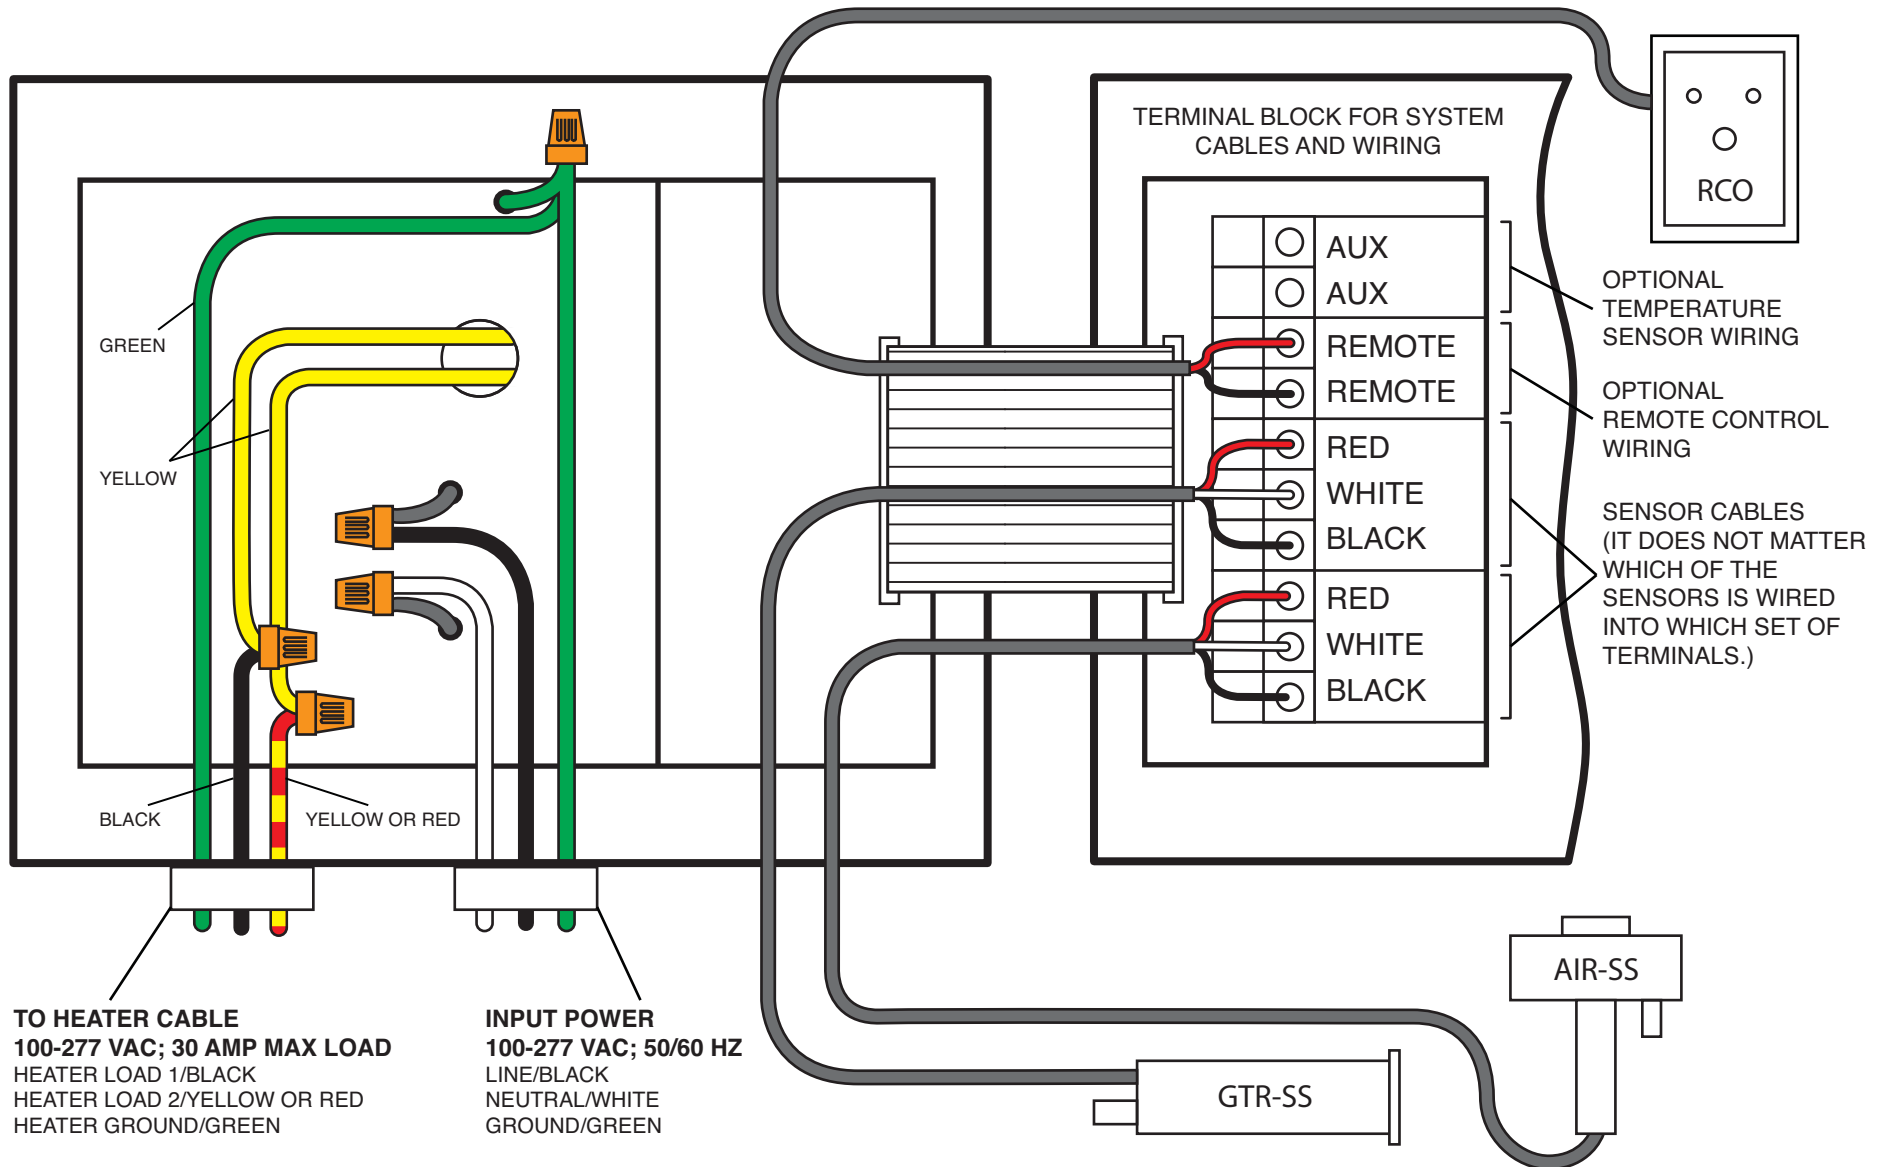 TERMINAL BLOCK FOR SYSTEM
CABLES AND WIRING
RCO
AUX
AUX
REMOTE
REMOTE
RED
WHITE
BLACK
RED
WHITE
BLACK
OPTIONAL
TEMPERATURE
SENSOR WIRING
OPTIONAL
REMOTE CONTROL
WIRING
SENSOR CABLES
(IT DOES NOT MATTER
WHICH OF THE
SENSORS IS WIRED
INTO WHICH SET OF
TERMINALS.)
GREEN
YELLOW
BLACK
YELLOW OR RED
TO HEATER CABLE
100-277 VAC; 30 AMP MAX LOAD
HEATER LOAD 1/BLACK
HEATER LOAD 2/YELLOW OR RED
HEATER GROUND/GREEN
INPUT POWER
100-277 VAC; 50/60 HZ
LINE/BLACK
NEUTRAL/WHITE
GROUND/GREEN
GTR-SS
AIR-SS